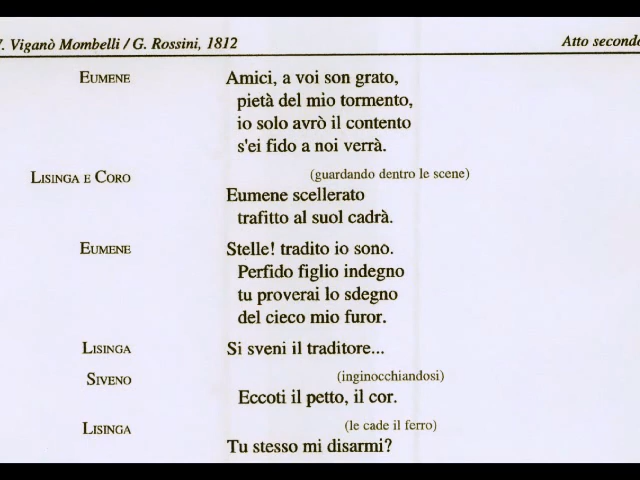 V. Viganò Mombelli / G. Rossini, 1812 Atto secondo
EUMENE Amici, a voi son grato,
pietà del mio tormento,
io solo avrò il contento
s'ei fido a noi verrà.
LISINGA E CORO (guardando dentro le scene)
Eumene scellerato
trafitto al suol cadrà.
EUMENE Stelle! tradito io sono.
Perfido figlio indegno
tu proverai lo sdegno
del cieco mio furor.
LISINGA Si sveni il traditore...
SIVENO (inginocchiandosi)
Eccoti il petto, il cor.
LISINGA (le cade il ferro)
Tu stesso mi disarmi?